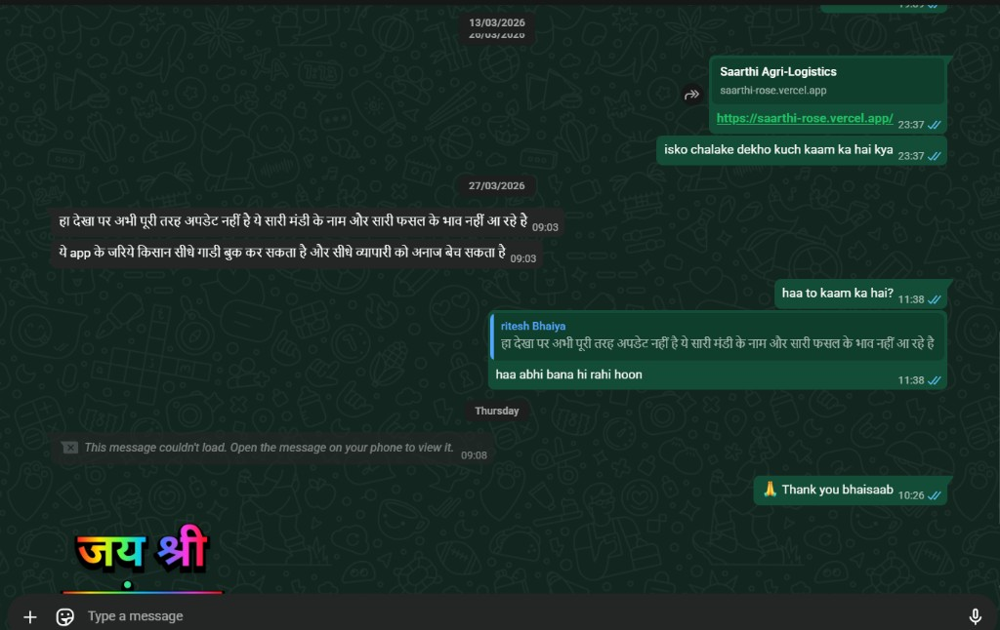 19:39
13/03/2026
26/03/2026
Saarthi Agri-Logistics
saarthi-rose.vercel.app
https://saarthi-rose.vercel.app/ 23:37
isko chalake dekho kuch kaam ka hai kya 23:37
27/03/2026
हा देखा पर अभी पूरी तरह अपडेट नहीं है ये सारी मंडी के नाम और सारी फसल के भाव नहीं आ रहे है 09:03
ये app के जरिये किसान सीधे गाडी बुक कर सकता है और सीधे व्यापारी को अनाज बेच सकता है 09:03
haa to kaam ka hai? 11:38
ritesh Bhaiya
हा देखा पर अभी पूरी तरह अपडेट नहीं है ये सारी मंडी के नाम और सारी फसल के भाव नहीं आ रहे है
haa abhi bana hi rahi hoon 11:38
Thursday
This message couldn't load. Open the message on your phone to view it. 09:08
🙏 Thank you bhaisaab 10:26
जय श्री
Type a message